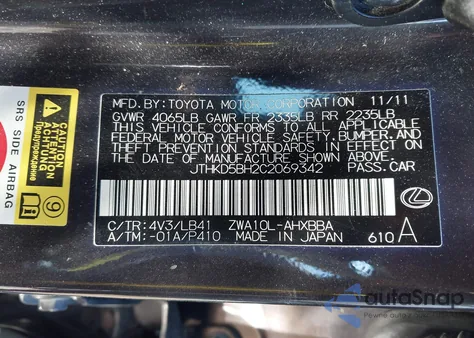 MFD. BY: TOYOTA MOTOR CORPORATION 11/11
GVWR 4065LB GAWR FR 2335LB RR 2235LB
THIS VEHICLE CONFORMS TO ALL APPLICABLE
FEDERAL MOTOR VEHICLE SAFETY, BUMPER, AND
THEFT PREVENTION STANDARDS IN EFFECT ON
THE DATE OF MANUFACTURE SHOWN ABOVE.
JTHKD5BH2C2069342 PASS.CAR
C/TR: 4V3/LB41 ZWA10L-AHXBBA
A/TM: -01A/P410 MADE IN JAPAN 610 A
SRS SIDE AIRBAG
Caution
Attention
Achtung
9
autoSnap